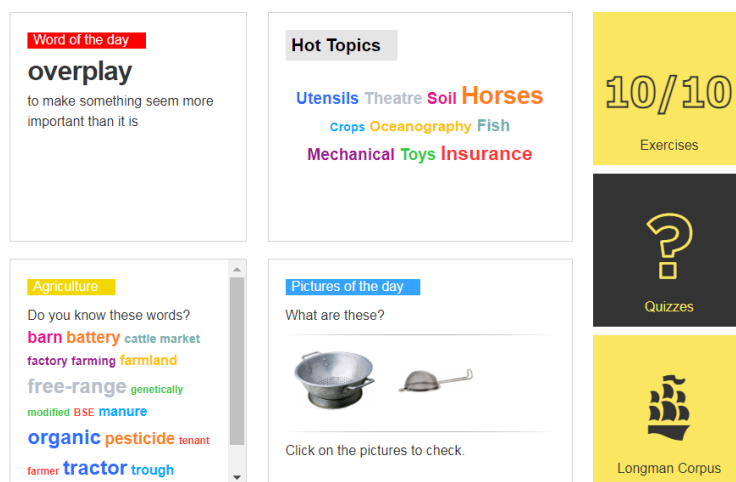 Word of the day
overplay
to make something seem more
important than it is
Hot Topics
Utensils Theatre Soil Horses
Crops Oceanography Fish
Mechanical Toys Insurance
10/10
Exercises
?
Quizzes
Agriculture
Do you know these words?
barn battery cattle market
factory farming farmland
free-range genetically
modified BSE manure
organic pesticide tenant
farmer tractor trough
Pictures of the day
What are these?
Click on the pictures to check.
Longman Corpus